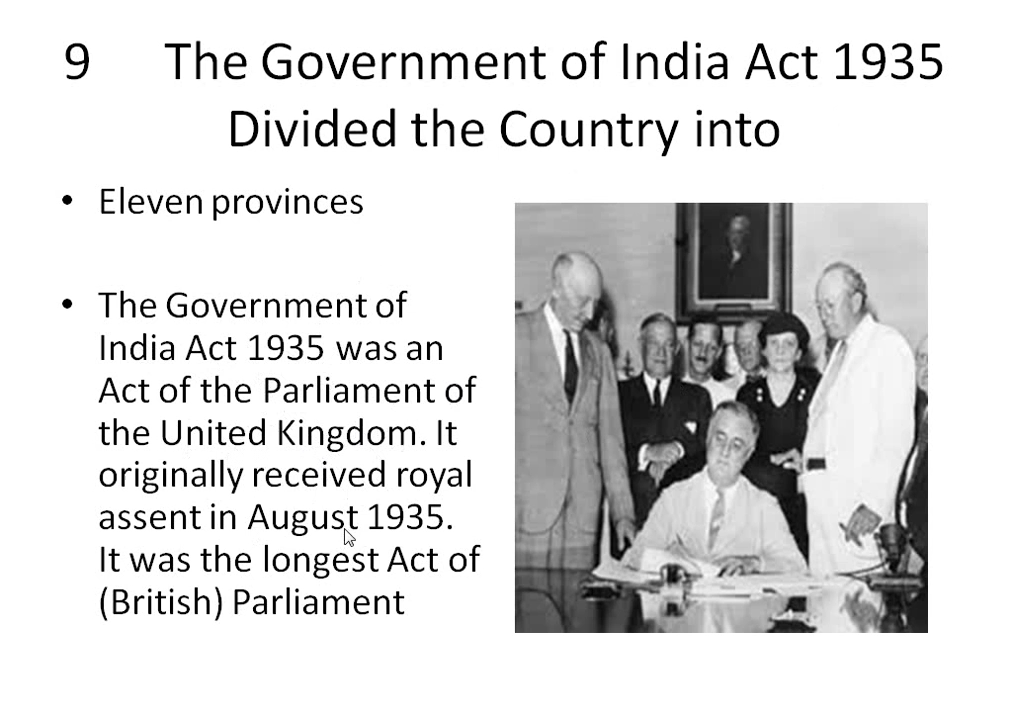 9 The Government of India Act 1935
Divided the Country into
• Eleven provinces
• The Government of
India Act 1935 was an
Act of the Parliament of
the United Kingdom. It
originally received royal
assent in August 1935.
It was the longest Act of
(British) Parliament